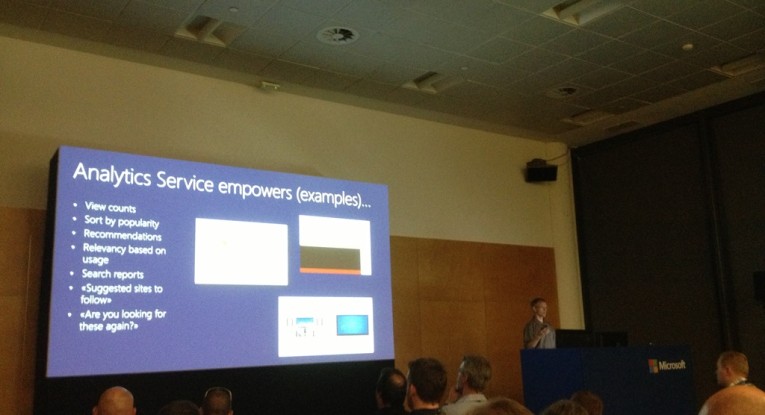 Analytics Service empowers (examples)...
• View counts
• Sort by popularity
• Recommendations
• Relevancy based on
usage
• Search reports
• «Suggested sites to
follow»
• «Are you looking for
these again?»
Microsoft